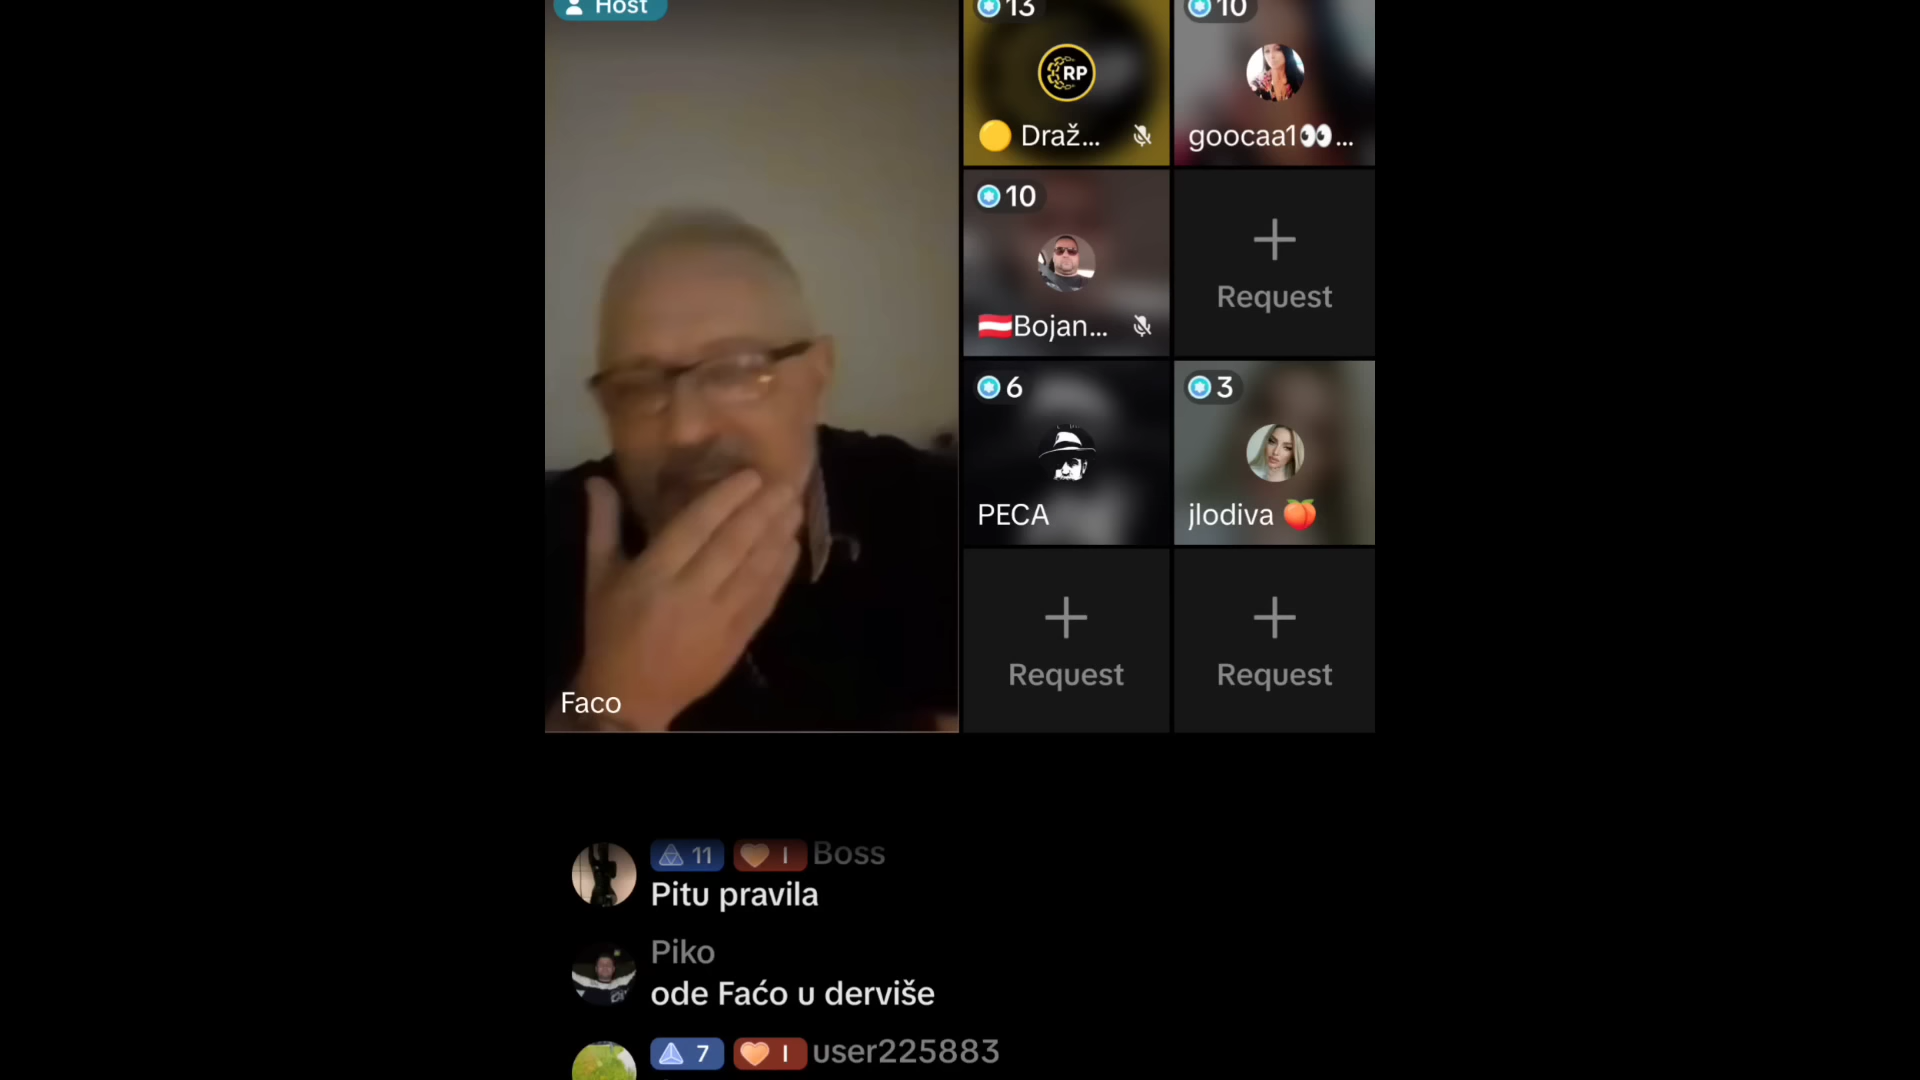 Host
13
10
RP
Draž...
goocaa1👀...
10
Bojan...
Request
6
3
PECA
jlodiva 🍑
Request
Request
Faco
11 I Boss
Pitu pravila
Piko
ode Faćo u derviše
7 I user225883